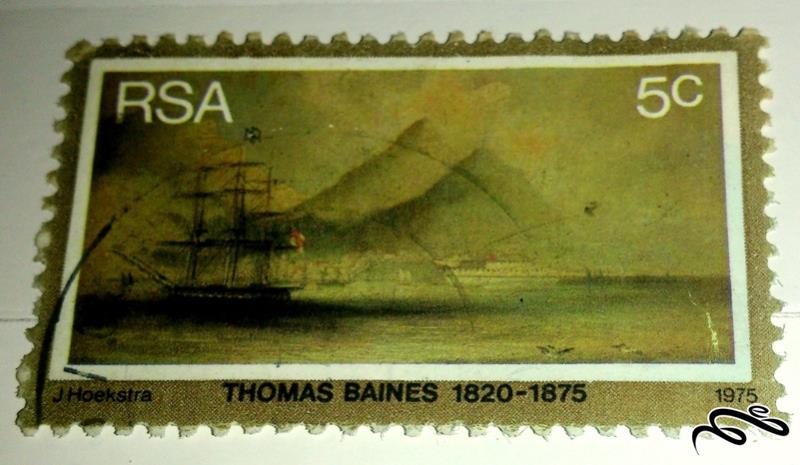 RSA 5c
J Hoekstra THOMAS BAINES 1820-1875 1975